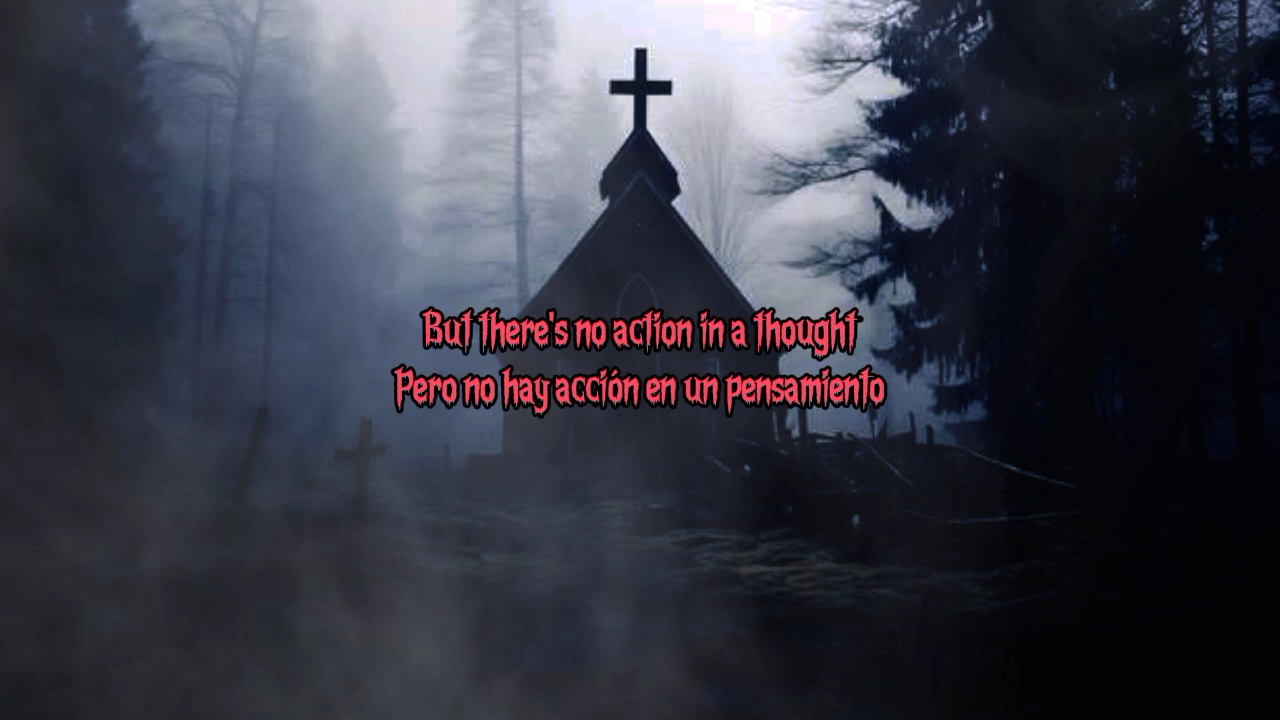 But there's no action in a thought
Pero no hay acción en un pensamiento